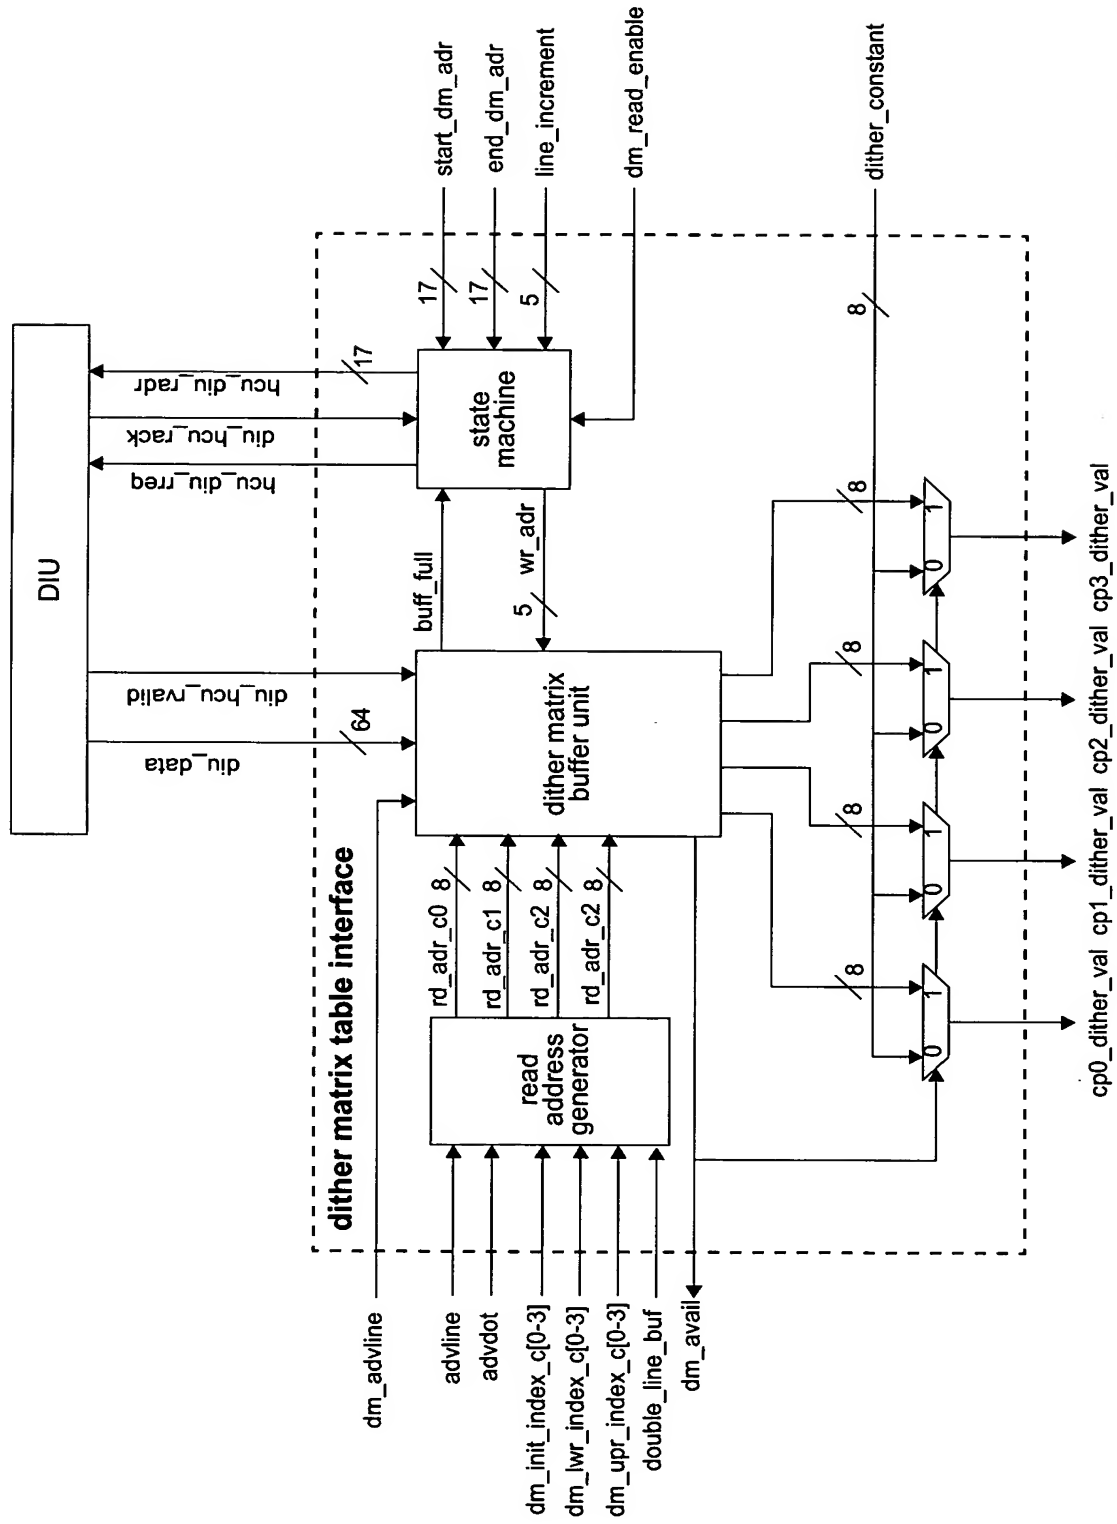 DIU
diu_data
64
diu_hcu_rvalid
hcu_diu_rreq
diu_hcu_rack
hcu_diu_radr
17
dither matrix table interface
dm_advline
advline
advdot
dm_init_index_c[0-3]
dm_lwr_index_c[0-3]
dm_upr_index_c[0-3]
double_line_buf
dm_avail
read
address
generator
rd_adr_c0
8
rd_adr_c1
8
rd_adr_c2
8
rd_adr_c2
8
dither matrix
buffer unit
buff_full
wr_adr
5
state
machine
17
start_dm_adr
17
end_dm_adr
5
line_increment
dm_read_enable
8
dither_constant
8
8
8
8
0 1
0 1
0 1
0 1
cp0_dither_val cp1_dither_val cp2_dither_val cp3_dither_val